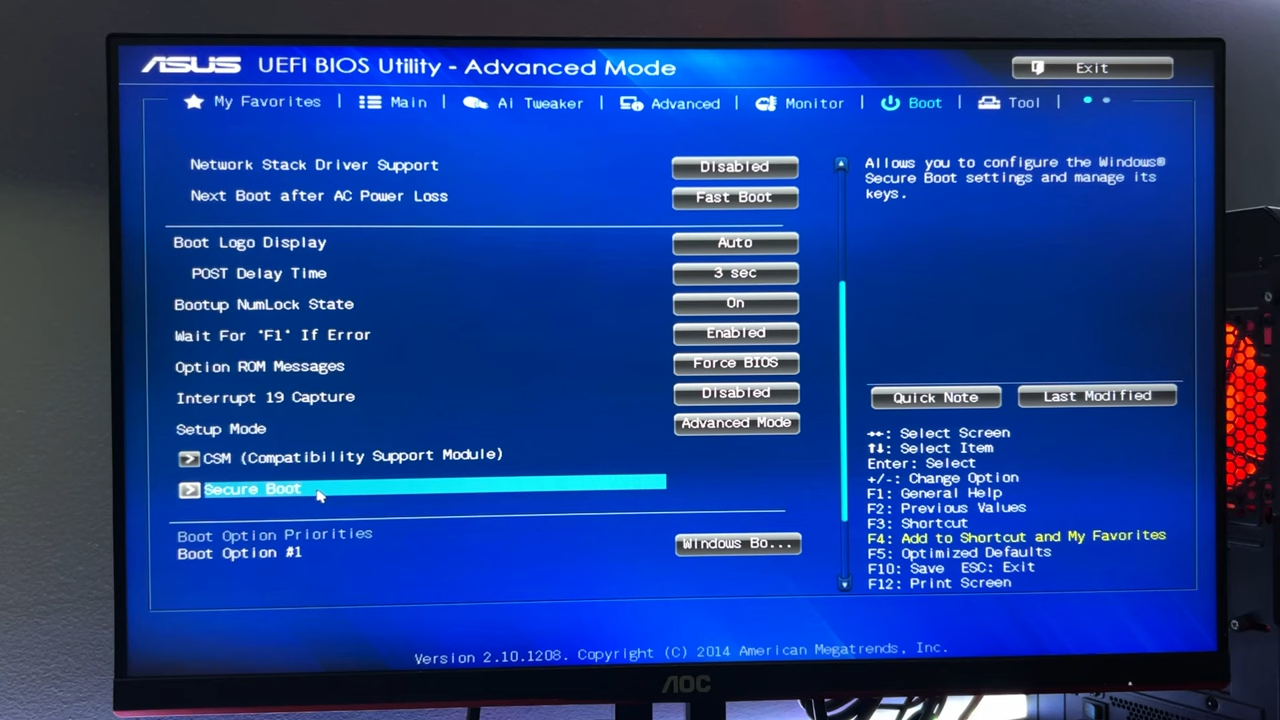 ASUS UEFI BIOS Utility - Advanced Mode
Exit
My Favorites
Main
Ai Tweaker
Advanced
Monitor
Boot
Tool
Network Stack Driver Support
Disabled
Next Boot after AC Power Loss
Fast Boot
Boot Logo Display
Auto
POST Delay Time
3 sec
Bootup NumLock State
On
Wait For 'F1' If Error
Enabled
Option ROM Messages
Force BIOS
Interrupt 19 Capture
Disabled
Setup Mode
Advanced Mode
CSM (Compatibility Support Module)
Secure Boot
Boot Option Priorities
Boot Option #1
Windows Bo...
Allows you to configure the Windows®
Secure Boot settings and manage its
keys.
Quick Note
Last Modified
→←: Select Screen
↑↓: Select Item
Enter: Select
+/-: Change Option
F1: General Help
F2: Previous Values
F3: Shortcut
F4: Add to Shortcut and My Favorites
F5: Optimized Defaults
F10: Save ESC: Exit
F12: Print Screen
Version 2.10.1208. Copyright (C) 2014 American Megatrends, Inc.
AOC